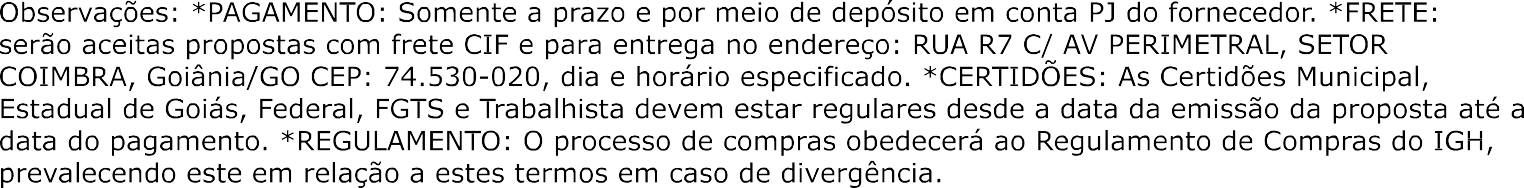 Observações: *PAGAMENTO: Somente a prazo e por meio de depósito em conta PJ do fornecedor. *FRETE:
serão aceitas propostas com frete CIF e para entrega no endereço: RUA R7 C/ AV PERIMETRAL, SETOR
COIMBRA, Goiânia/GO CEP: 74.530-020, dia e horário especificado. *CERTIDÕES: As Certidões Municipal,
Estadual de Goiás, Federal, FGTS e Trabalhista devem estar regulares desde a data da emissão da proposta até a
data do pagamento. *REGULAMENTO: O processo de compras obedecerá ao Regulamento de Compras do IGH,
prevalecendo este em relação a estes termos em caso de divergência.